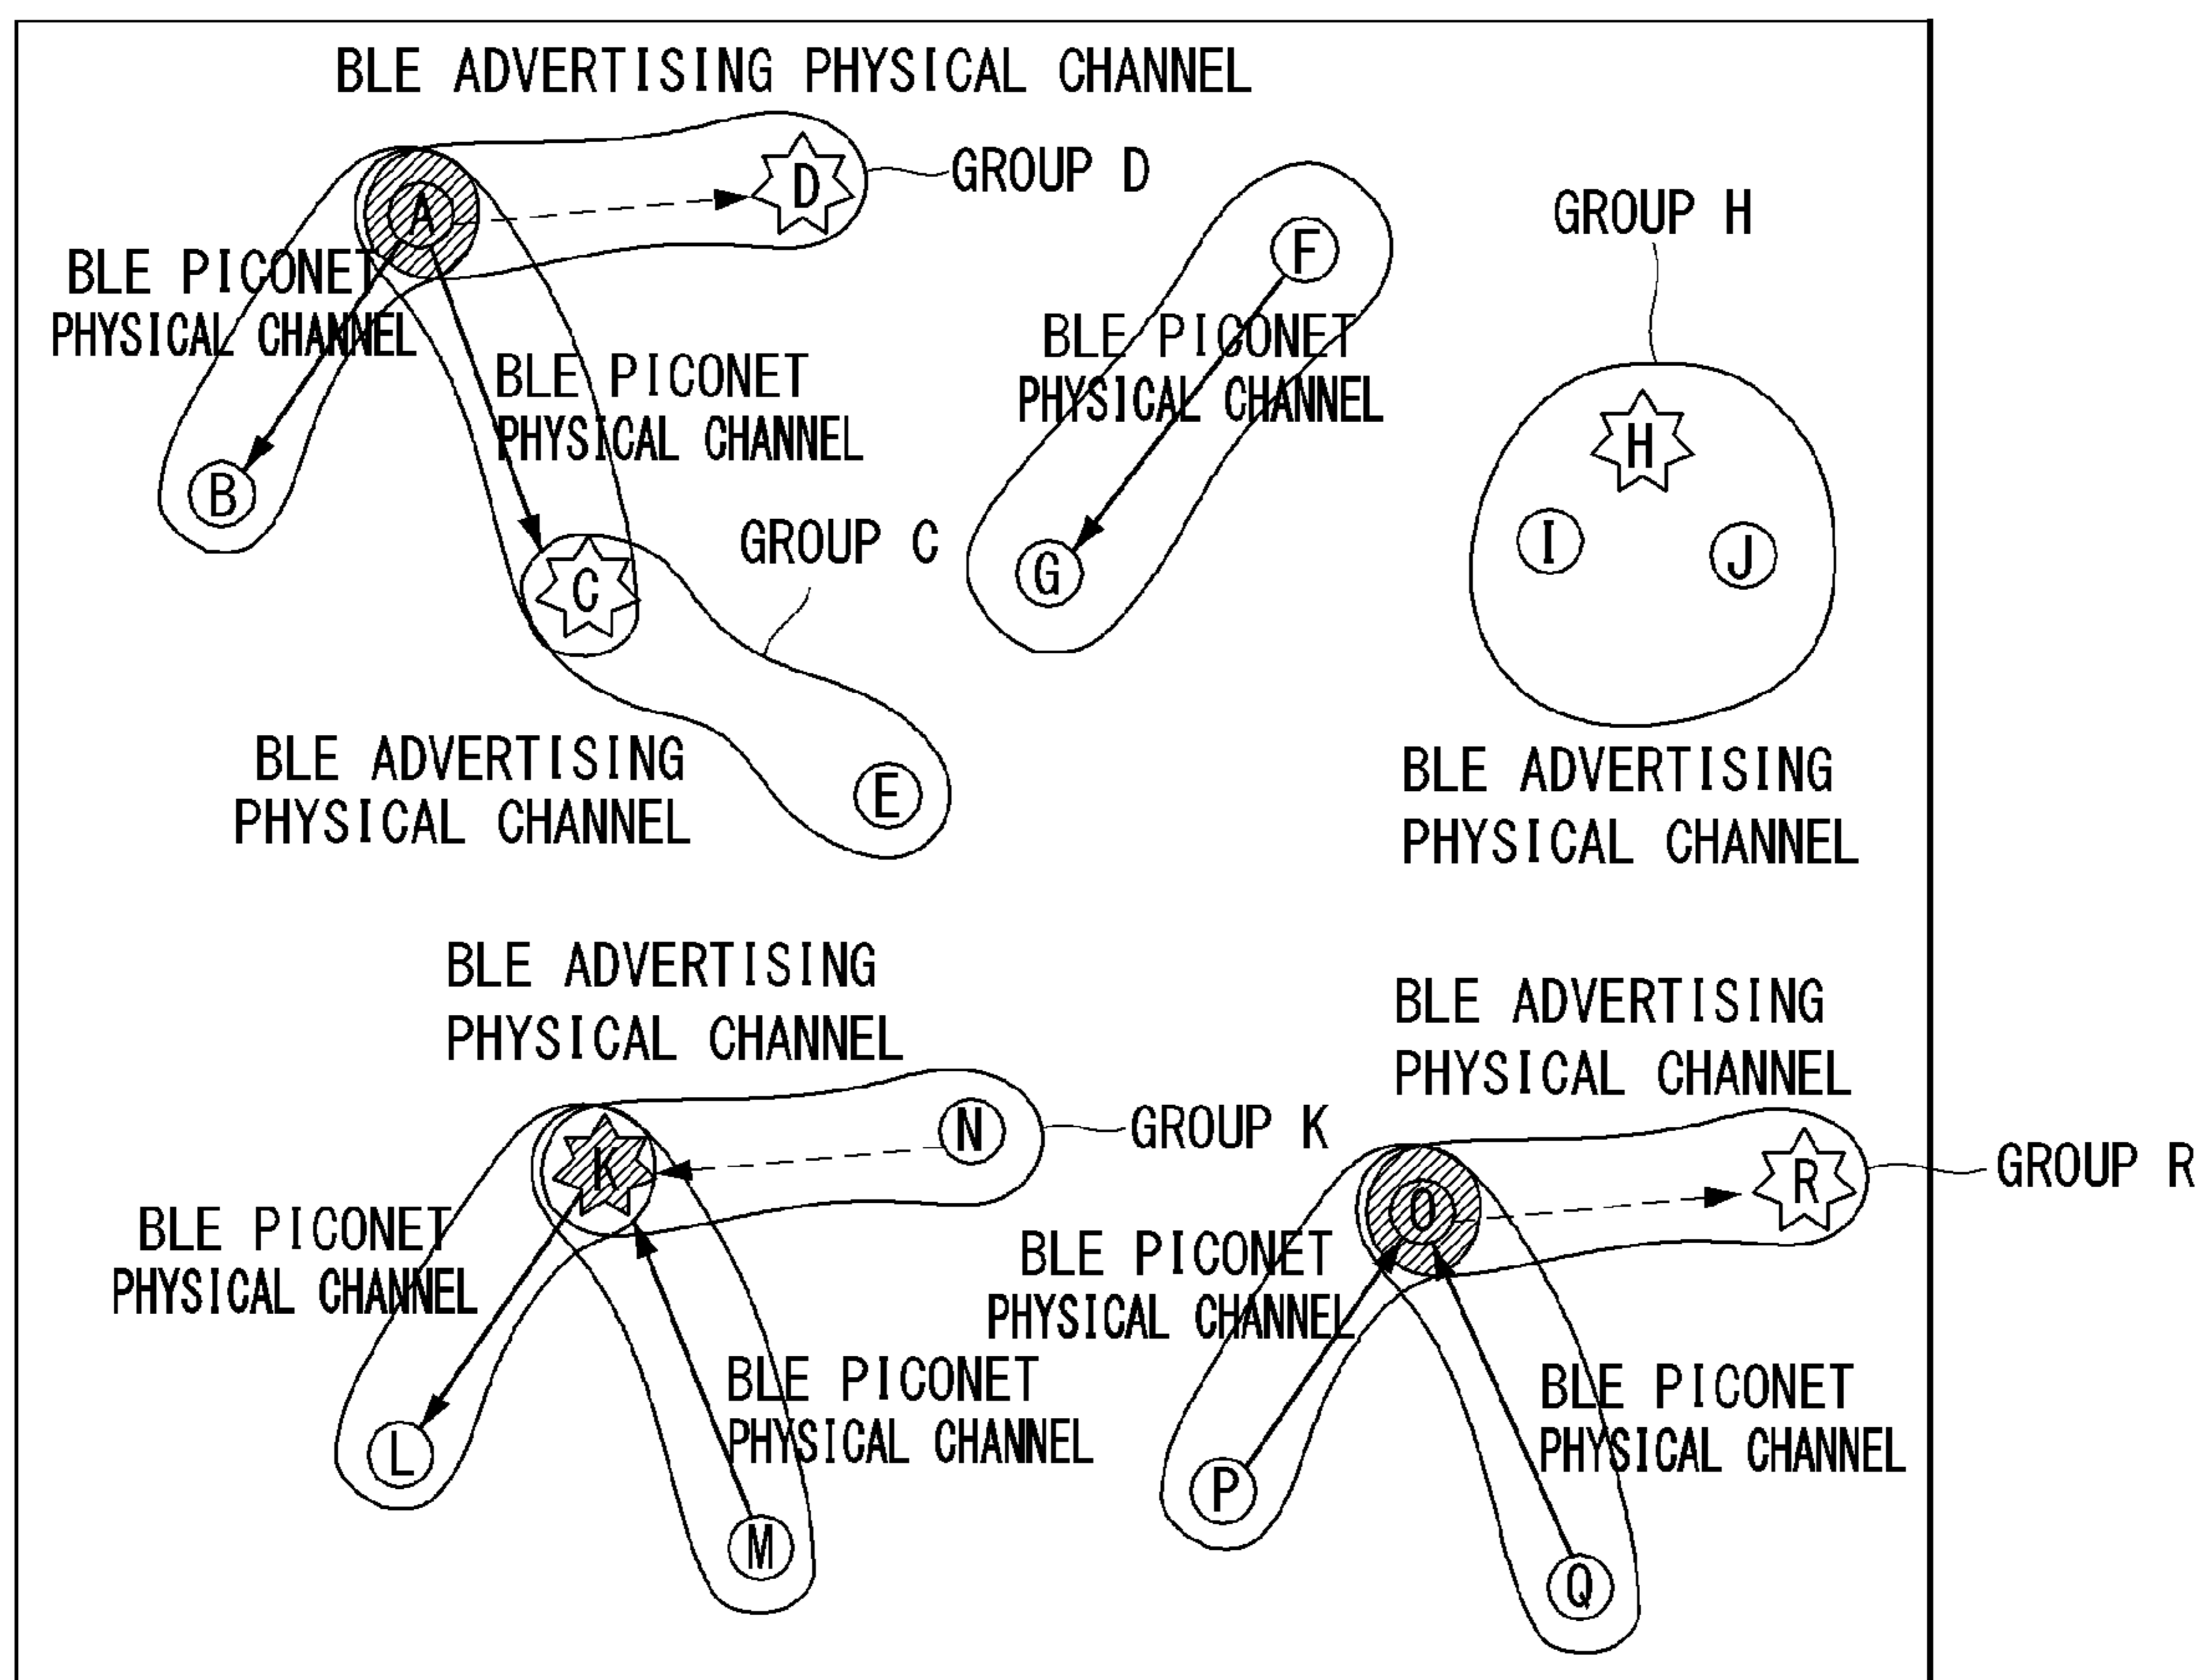 BLE ADVERTISING PHYSICAL CHANNEL
D
GROUP D
A
F
GROUP H
BLE PICONET
PHYSICAL CHANNEL
BLE PICONET
PHYSICAL CHANNEL
BLE PICONET
PHYSICAL CHANNEL
H
B
I
J
GROUP C
C
G
E
BLE ADVERTISING
PHYSICAL CHANNEL
BLE ADVERTISING
PHYSICAL CHANNEL
BLE ADVERTISING
PHYSICAL CHANNEL
BLE ADVERTISING
PHYSICAL CHANNEL
N
GROUP K
K
R
GROUP R
O
BLE PICONET
PHYSICAL CHANNEL
BLE PICONET
PHYSICAL CHANNEL
BLE PICONET
PHYSICAL CHANNEL
BLE PICONET
PHYSICAL CHANNEL
L
P
M
Q